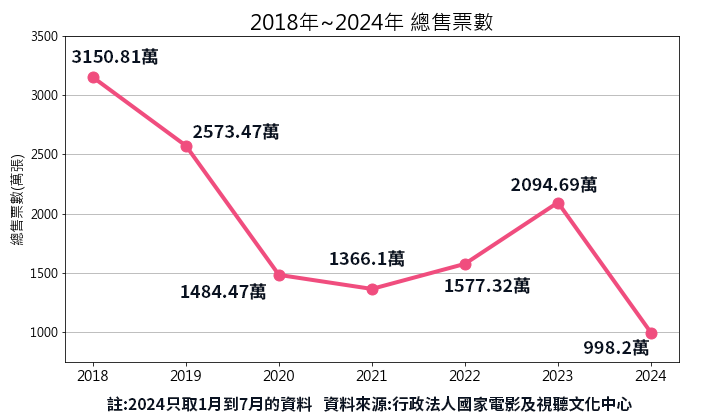 2018年~2024年 總售票數
總售票數(萬張)
3500
3000
2500
2000
1500
1000
3150.81萬
2573.47萬
1484.47萬
1366.1萬
1577.32萬
2094.69萬
998.2萬
2018 2019 2020 2021 2022 2023 2024
註:2024只取1月到7月的資料 資料來源:行政法人國家電影及視聽文化中心